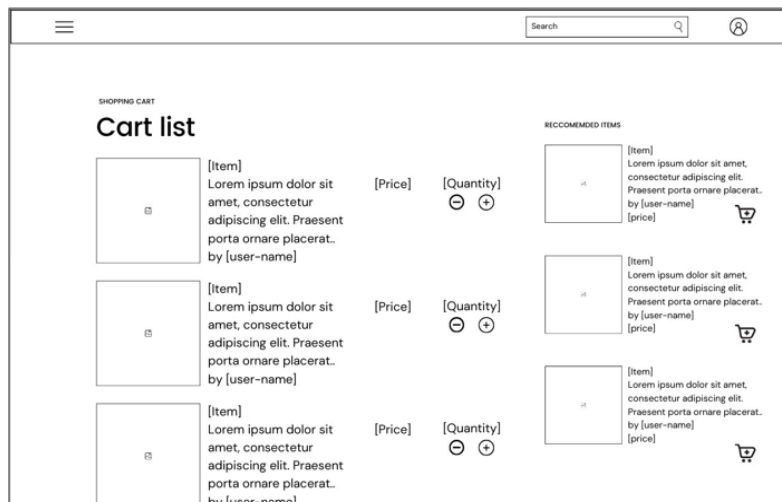 Search
SHOPPING CART
Cart list
[Item]
Lorem ipsum dolor sit
amet, consectetur
adipiscing elit. Praesent
porta ornare placerat..
by [user-name]
[Price]
[Quantity]
[Item]
Lorem ipsum dolor sit
amet, consectetur
adipiscing elit. Praesent
porta ornare placerat..
by [user-name]
[Price]
[Quantity]
[Item]
Lorem ipsum dolor sit
amet, consectetur
adipiscing elit. Praesent
porta ornare placerat..
by [user-name]
[Price]
[Quantity]
RECCOMEMDED ITEMS
[Item]
Lorem ipsum dolor sit amet,
consectetur adipiscing elit.
Praesent porta ornare placerat..
by [user-name]
[price]
[Item]
Lorem ipsum dolor sit amet,
consectetur adipiscing elit.
Praesent porta ornare placerat..
by [user-name]
[price]
[Item]
Lorem ipsum dolor sit amet,
consectetur adipiscing elit.
Praesent porta ornare placerat..
by [user-name]
[price]